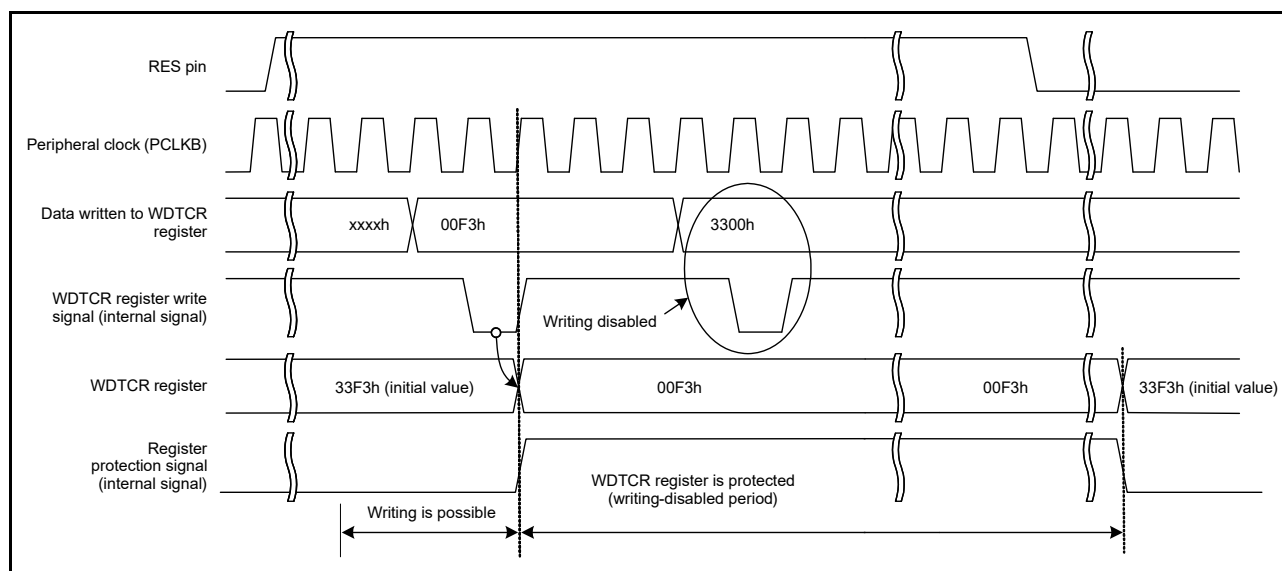 RES pin
Peripheral clock (PCLKB)
Data written to WDTCR
register
xxxxh
00F3h
3300h
WDTCR register write
signal (internal signal)
Writing disabled
WDTCR register
33F3h (initial value)
00F3h
00F3h
33F3h (initial value)
Register
protection signal
(internal signal)
WDTCR register is protected
(writing-disabled period)
Writing is possible